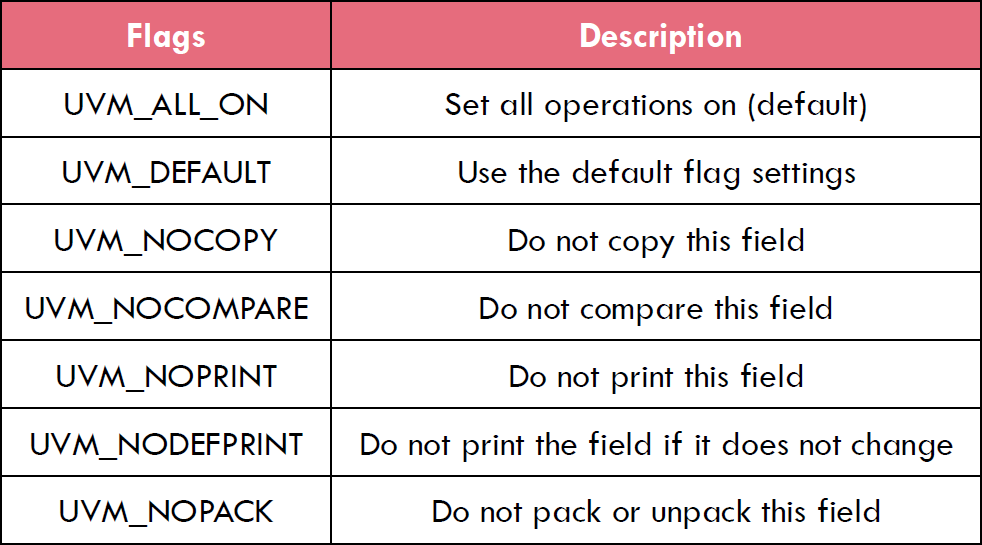 Flags Description
UVM_ALL_ON Set all operations on (default)
UVM_DEFAULT Use the default flag settings
UVM_NOCOPY Do not copy this field
UVM_NOCOMPARE Do not compare this field
UVM_NOPRINT Do not print this field
UVM_NODEFPRINT Do not print the field if it does not change
UVM_NOPACK Do not pack or unpack this field